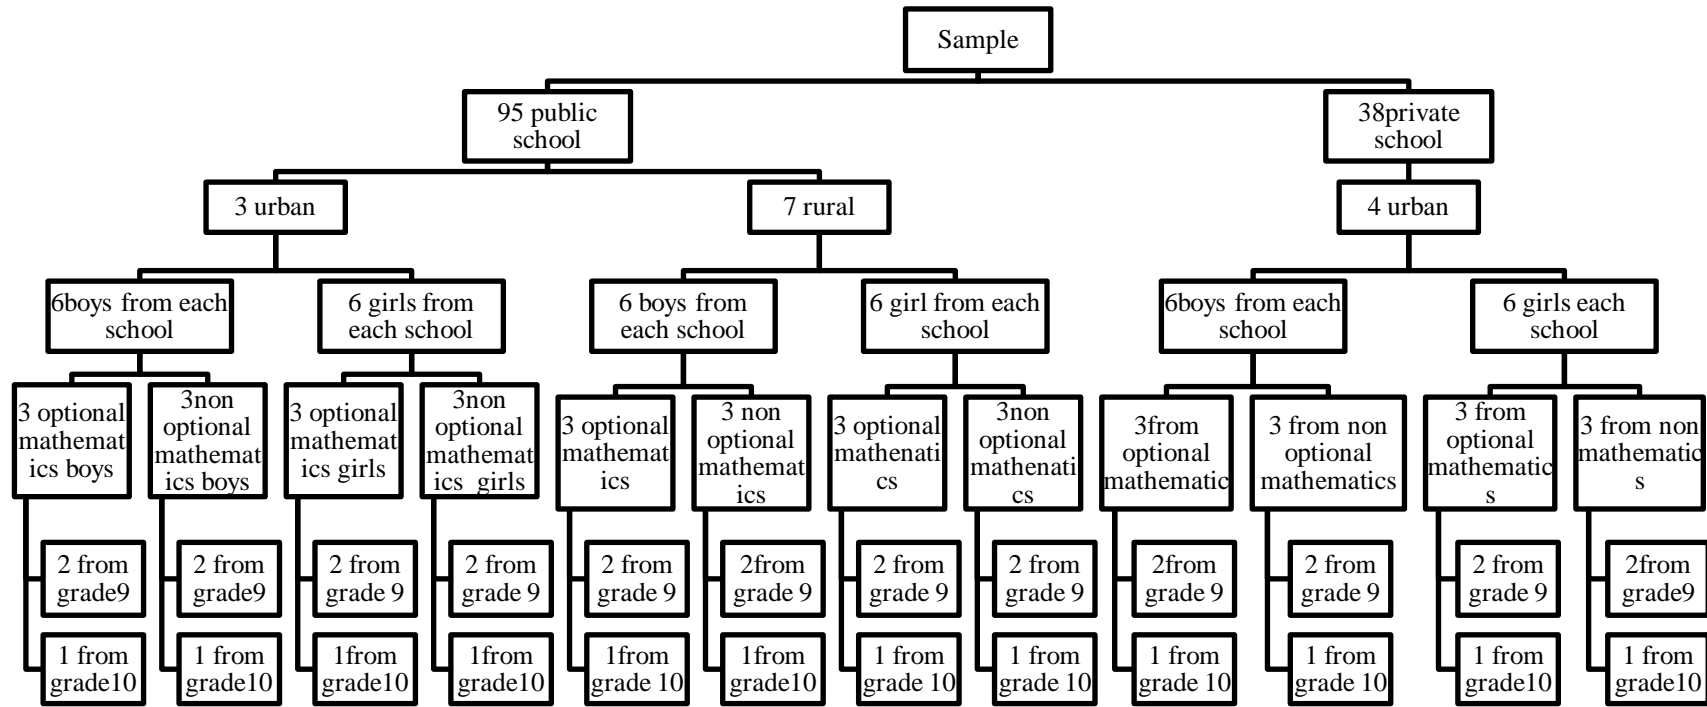 Sample
95 public
school
38private
school
3 urban
7 rural
4 urban
6boys from each
school
6 girls from
each school
6 boys from
each school
6 girl from each
school
6boys from each
school
6 girls each
school
3 optional
mathemat
ics boys
3non
optional
mathemat
ics boys
3 optional
mathemat
ics girls
3non
optional
mathemat
ics girls
3 optional
mathemat
ics
3 non
optional
mathemat
ics
3 optional
mathenati
cs
3non
optional
mathenati
cs
3from
optional
mathematic
3 from non
optional
mathematics
3 from
optional
mathematic
s
3 from non
mathematic
s
2 from
grade9
2 from
grade9
2 from
grade 9
2 from
grade 9
2 from
grade 9
2from
grade 9
2 from
grade 9
2 from
grade 9
2from
grade 9
2 from
grade 9
2 from
grade 9
2from
grade9
1 from
grade10
1 from
grade10
1from
grade10
1from
grade10
1from
grade 10
1from
grade10
1 from
grade 10
1 from
grade 10
1 from
grade 10
1 from
grade 10
1 from
grade10
1 from
grade10